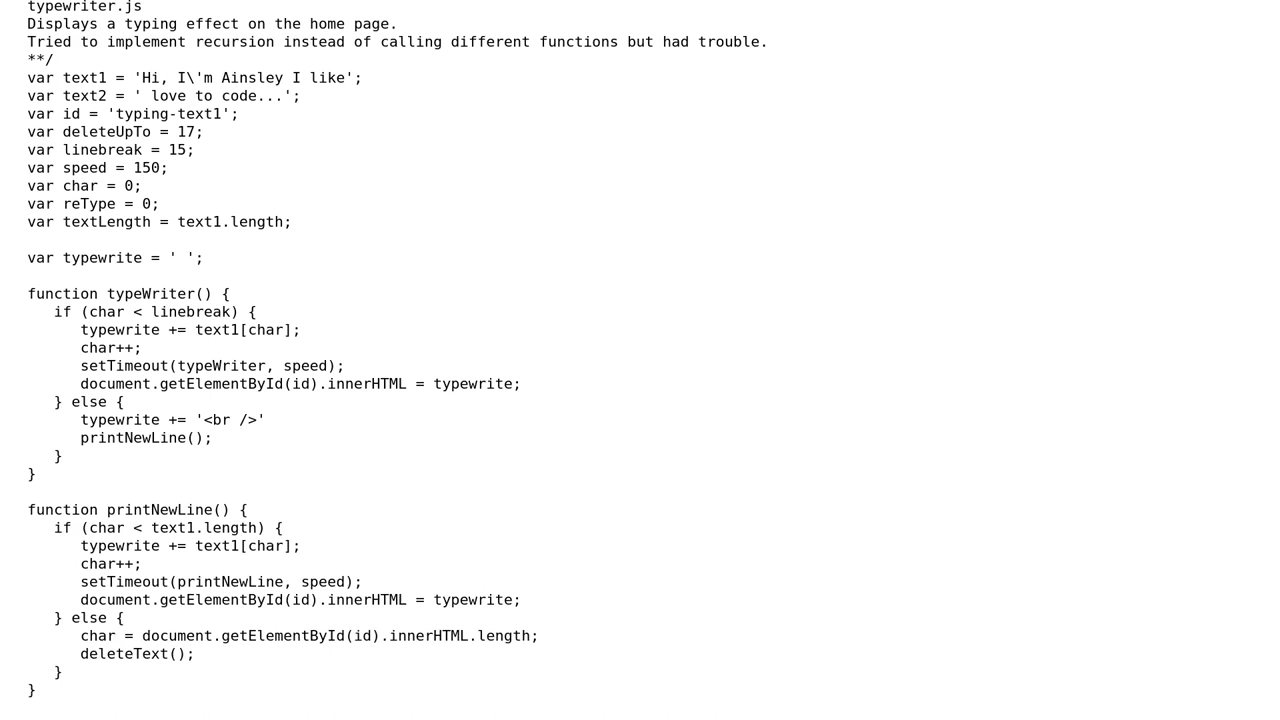 typewriter.js
Displays a typing effect on the home page.
Tried to implement recursion instead of calling different functions but had trouble.
**/
var text1 = 'Hi, I\'m Ainsley I like';
var text2 = ' love to code...';
var id = 'typing-text1';
var deleteUpTo = 17;
var linebreak = 15;
var speed = 150;
var char = 0;
var reType = 0;
var textLength = text1.length;

var typewrite = ' ';

function typeWriter() {
   if (char < linebreak) {
      typewrite += text1[char];
      char++;
      setTimeout(typeWriter, speed);
      document.getElementById(id).innerHTML = typewrite;
   } else {
      typewrite += '<br />'
      printNewLine();
   }
}

function printNewLine() {
   if (char < text1.length) {
      typewrite += text1[char];
      char++;
      setTimeout(printNewLine, speed);
      document.getElementById(id).innerHTML = typewrite;
   } else {
      char = document.getElementById(id).innerHTML.length;
      deleteText();
   }
}